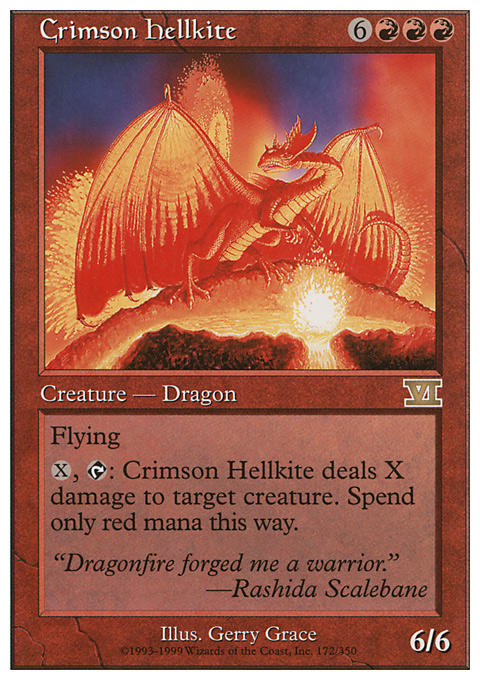 Crimson Hellkite 6
Creature — Dragon VI
Flying
X, T: Crimson Hellkite deals X
damage to target creature. Spend
only red mana this way.
“Dragonfire forged me a warrior.”
—Rashida Scalebane
Illus. Gerry Grace
©1993-1999 Wizards of the Coast, Inc. 172/350
6/6